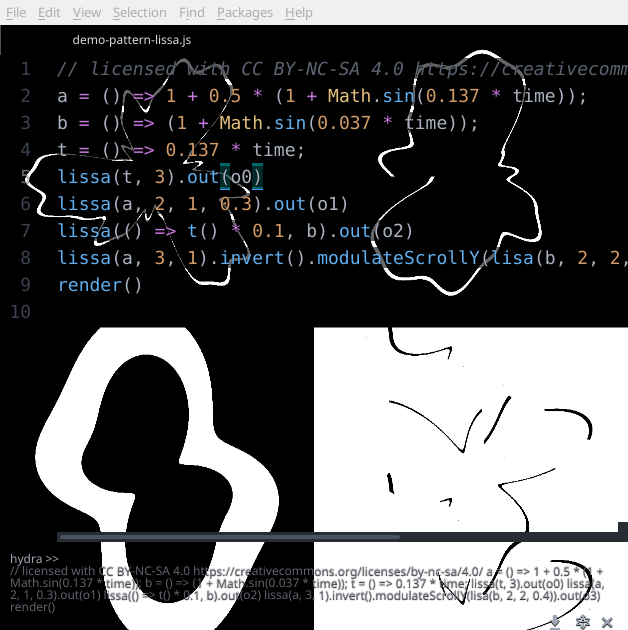 File Edit View Selection Find Packages Help
demo-pattern-lissa.js
1 // licensed with CC BY-NC-SA 4.0 https://creativecomm
2 a = () => 1 + 0.5 * (1 + Math.sin(0.137 * time));
3 b = () => (1 + Math.sin(0.037 * time));
4 t = () => 0.137 * time;
5 lissa(t, 3).out(o0)
6 lissa(a, 2, 1, 0.3).out(o1)
7 lissa(() => t() * 0.1, b).out(o2)
8 lissa(a, 3, 1).invert().modulateScrollY(lisa(b, 2, 2,
9 render()
10
hydra >>
// licensed with CC BY-NC-SA 4.0 https://creativecommons.org/licenses/by-nc-sa/4.0/ a = () => 1 + 0.5 * (1 +
Math.sin(0.137 * time)); b = () => (1 + Math.sin(0.037 * time)); t = () => 0.137 * time; lissa(t, 3).out(o0) lissa(a,
2, 1, 0.3).out(o1) lissa(() => t() * 0.1, b).out(o2) lissa(a, 3, 1).invert().modulateScrollY(lisa(b, 2, 2, 0.4)).out(o3)
render()